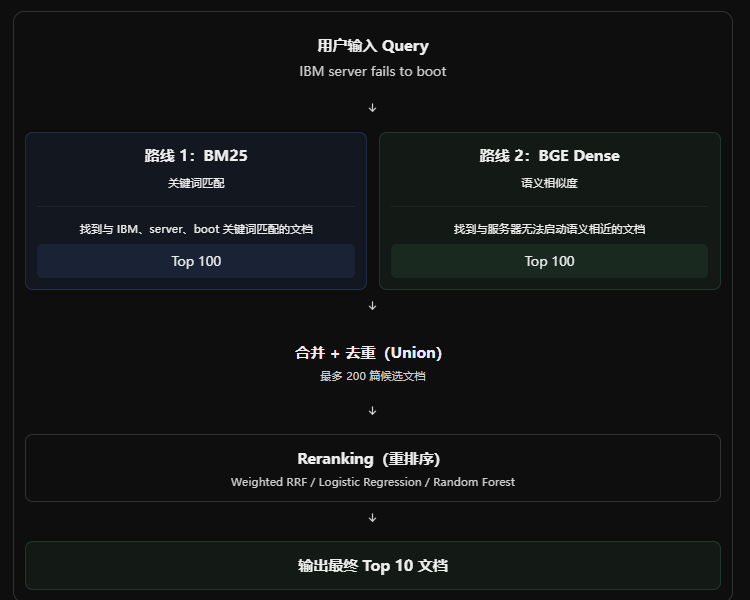 用户输入 Query
IBM server fails to boot
↓
路线 1：BM25
关键词匹配
找到与 IBM、server、boot 关键词匹配的文档
Top 100
路线 2：BGE Dense
语义相似度
找到与服务器无法启动语义相近的文档
Top 100
↓
合并 + 去重（Union）
最多 200 篇候选文档
↓
Reranking（重排序）
Weighted RRF / Logistic Regression / Random Forest
↓
输出最终 Top 10 文档